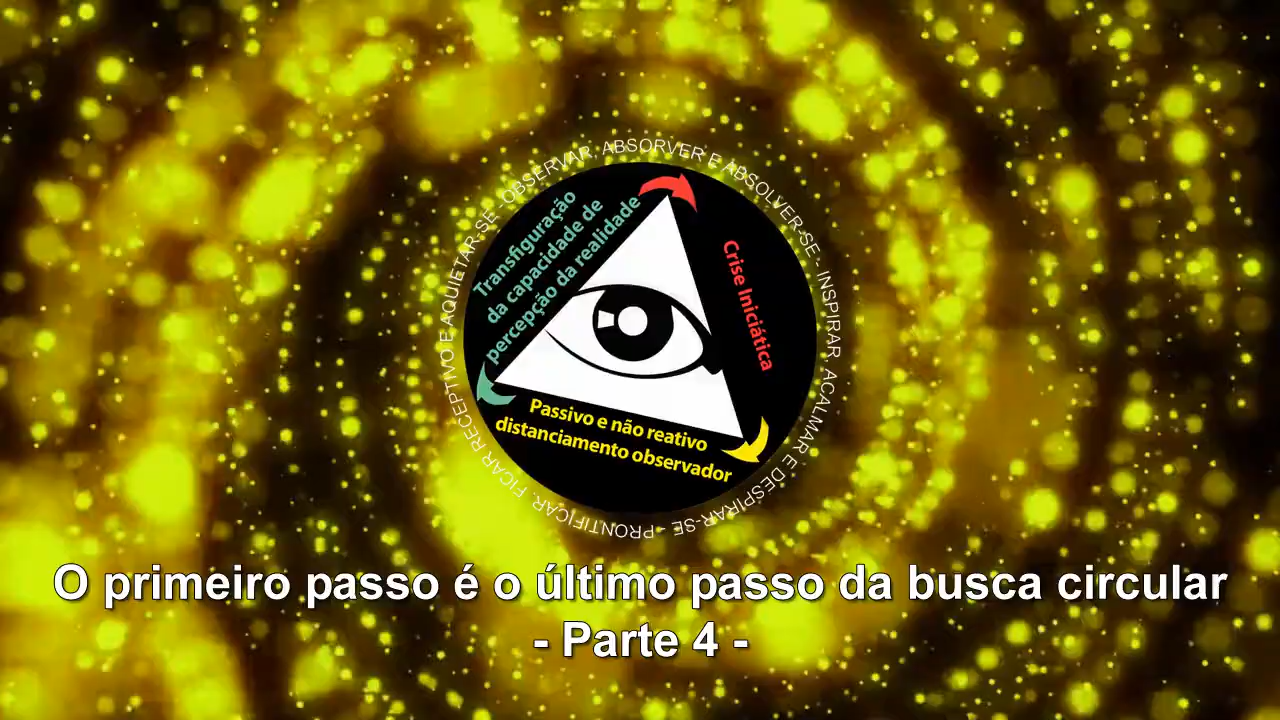 OBSERVAR, ABSORVER E ABSOLVER-SE - INSPIRAR, ACALMAR E DESPIRAR-SE - PRONTIFICAR, FICAR RECEPTIVO E AQUIETAR-SE -
Transfiguração
da capacidade de
percepção da realidade
Crise Iniciática
Passivo e não reativo
distanciamento observador
O primeiro passo é o último passo da busca circular
- Parte 4 -